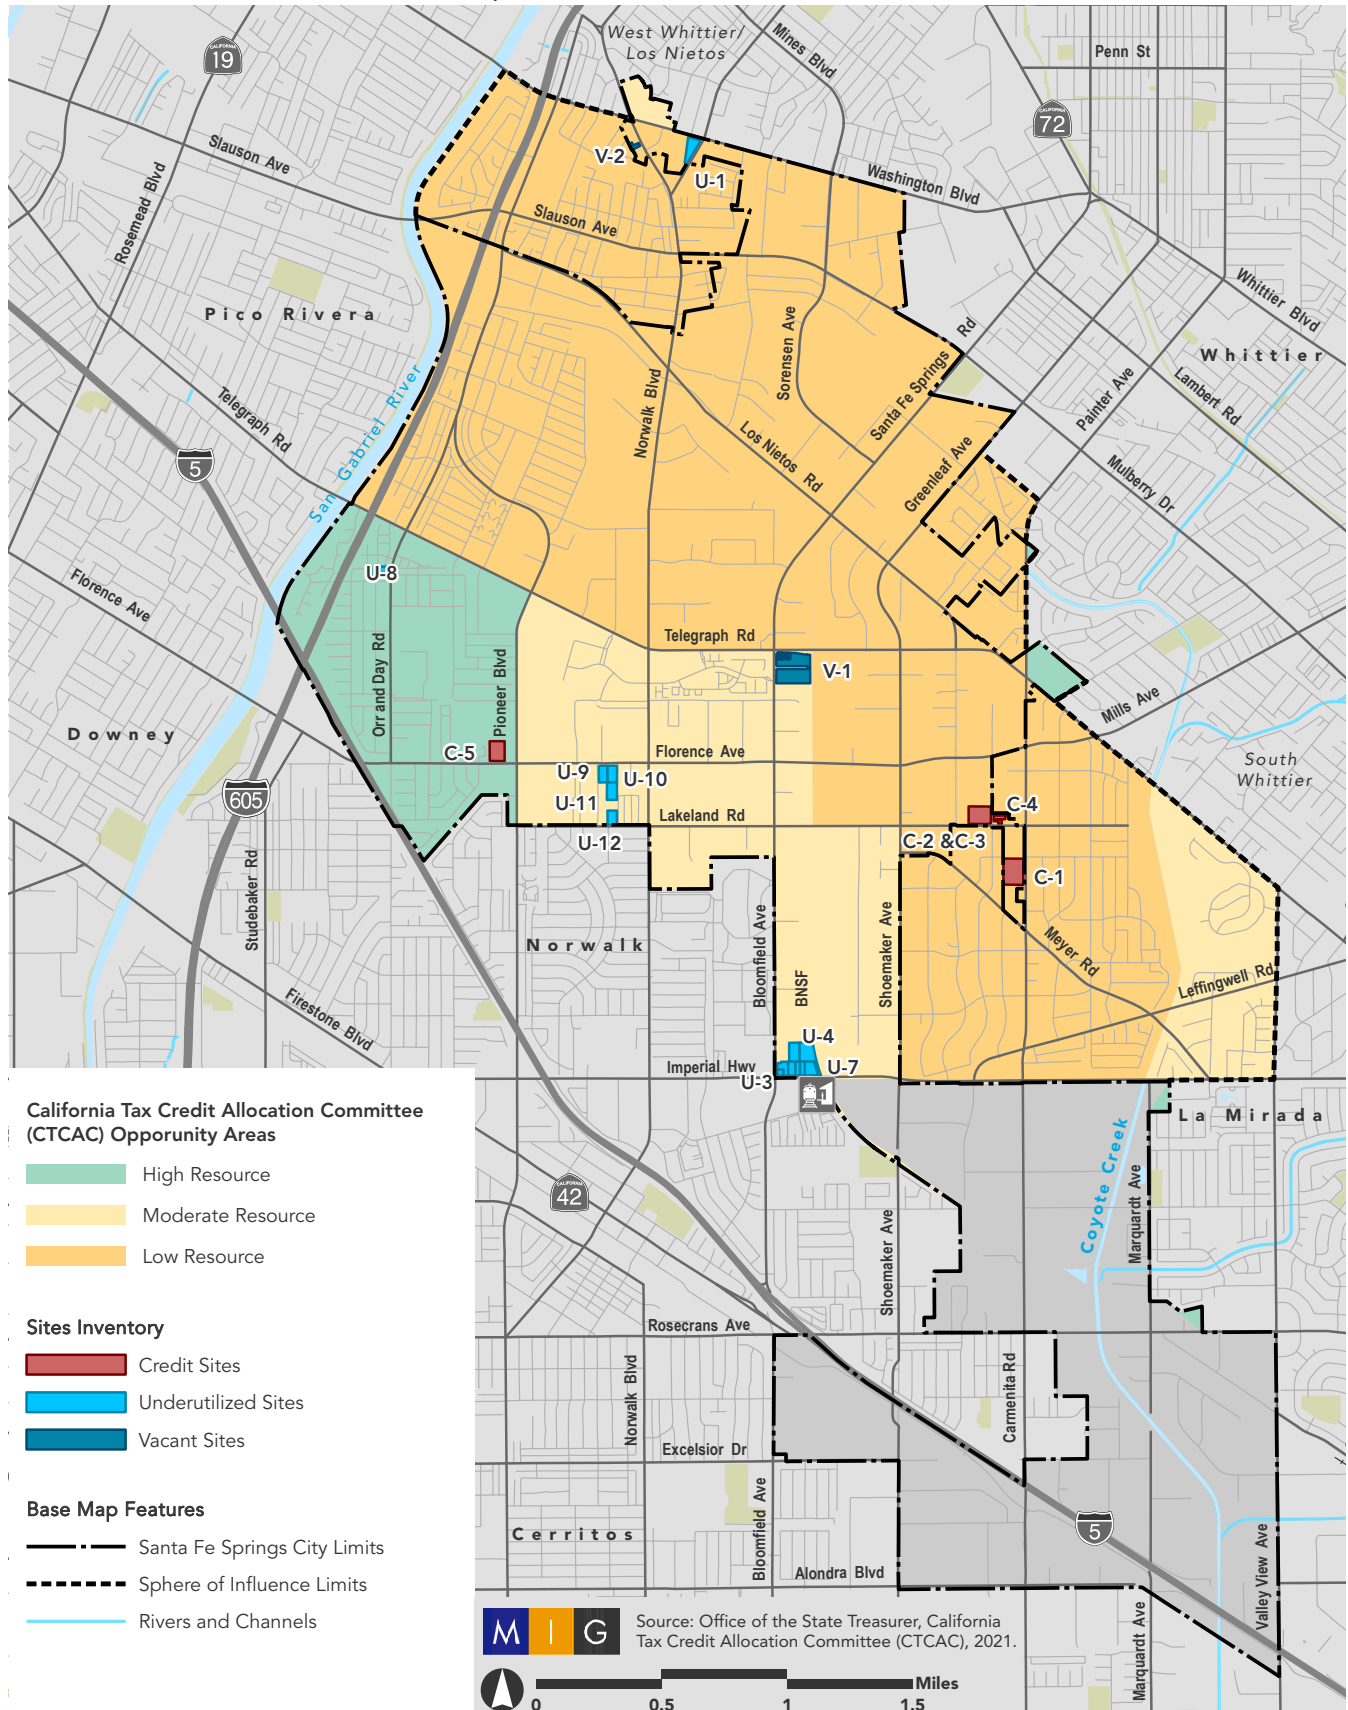 West Whittier/
Los Nietos
Mines Blvd
Penn St
CALIFORNIA
19
CALIFORNIA
72
Slauson Ave
V-2
U-1
Washington Blvd
Rosemead Blvd
Slauson Ave
Whittier Blvd
Pico Rivera
Sorensen Ave
Santa Fe Springs Rd
Whittier
Painter Ave
Lambert Rd
Telegraph Rd
San Gabriel River
Norwalk Blvd
Los Nietos Rd
Greenleaf Ave
Mulberry Dr
5
Florence Ave
U-8
Telegraph Rd
V-1
Orr and Day Rd
Pioneer Blvd
Mills Ave
Downey
C-5
Florence Ave
South
Whittier
U-9
U-10
605
U-11
Lakeland Rd
C-4
U-12
C-2 &C-3
C-1
Studebaker Rd
Norwalk
Bloomfield Ave
BNSF
Shoemaker Ave
Meyer Rd
Leffingwell Rd
Firestone Blvd
U-4
Imperial Hwy
U-3
U-7
California Tax Credit Allocation Committee
(CTCAC) Opporunity Areas
High Resource
Moderate Resource
Low Resource
La Mirada
Coyote Creek
Marquardt Ave
CALIFORNIA
42
Shoemaker Ave
Sites Inventory
Credit Sites
Underutilized Sites
Vacant Sites
Rosecrans Ave
Norwalk Blvd
Carmenita Rd
Excelsior Dr
Base Map Features
Santa Fe Springs City Limits
Sphere of Influence Limits
Rivers and Channels
Cerritos
Bloomfield Ave
5
Alondra Blvd
Valley View Ave
Marquardt Ave
M I G
Source: Office of the State Treasurer, California
Tax Credit Allocation Committee (CTCAC), 2021.
Miles
0 0.5 1 1.5